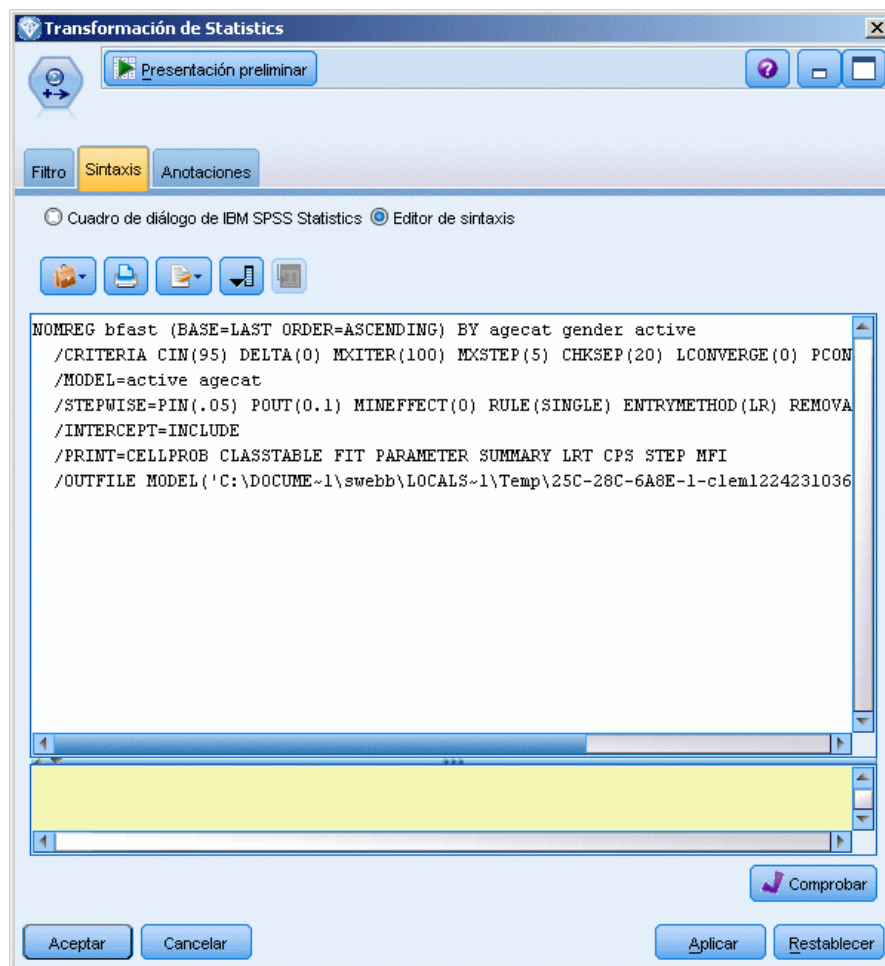 Transformación de Statistics
Presentación preliminar
Filtro Sintaxis Anotaciones
Cuadro de diálogo de IBM SPSS Statistics Editor de sintaxis
NOMREG bfast (BASE=LAST ORDER=ASCENDING) BY agecat gender active
/CRITERIA CIN(95) DELTA(0) MXITER(100) MXSTEP(5) CHKSEP(20) LCONVERGE(0) PCON
/MODEL=active agecat
/STEPWISE=PIN(.05) POUT(0.1) MINEFFECT(0) RULE(SINGLE) ENTRYMETHOD(LR) REMOVA
/INTERCEPT=INCLUDE
/PRINT=CELLPROB CLASSTABLE FIT PARAMETER SUMMARY LRT CPS STEP MFI
/OUTFILE MODEL('C:\DOCUME~1\swebb\LOCALS~1\Temp\25C-28C-6A8E-1-clem1224231036
Comprobar
Aceptar Cancelar Aplicar Restablecer